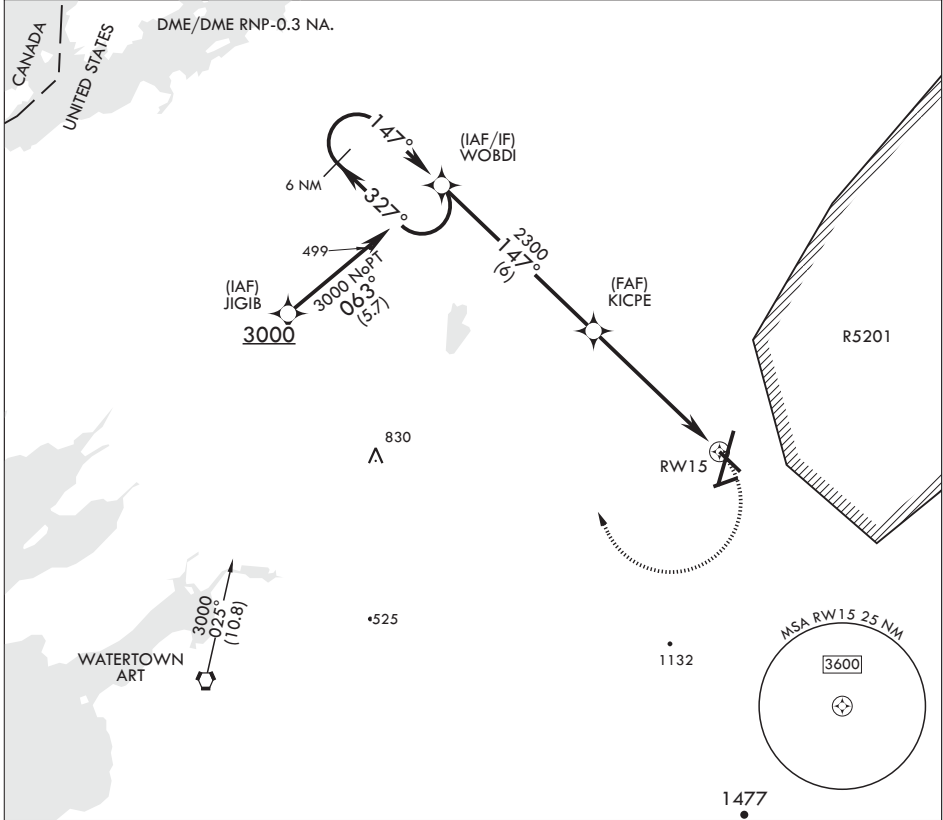 DME/DME RNP-0.3 NA.
CANADA
UNITED STATES
147°
(IAF/IF)
WOBDI
6 NM
327°
499
3000 NoPT
063°
(5.7)
(IAF)
JIGIB
3000
2300
147°
(6)
(FAF)
KICPE
R5201
830
RW15
3000
025°
(10.8)
525
WATERTOWN
ART
1132
MSA RW15 25 NM
3600
1477